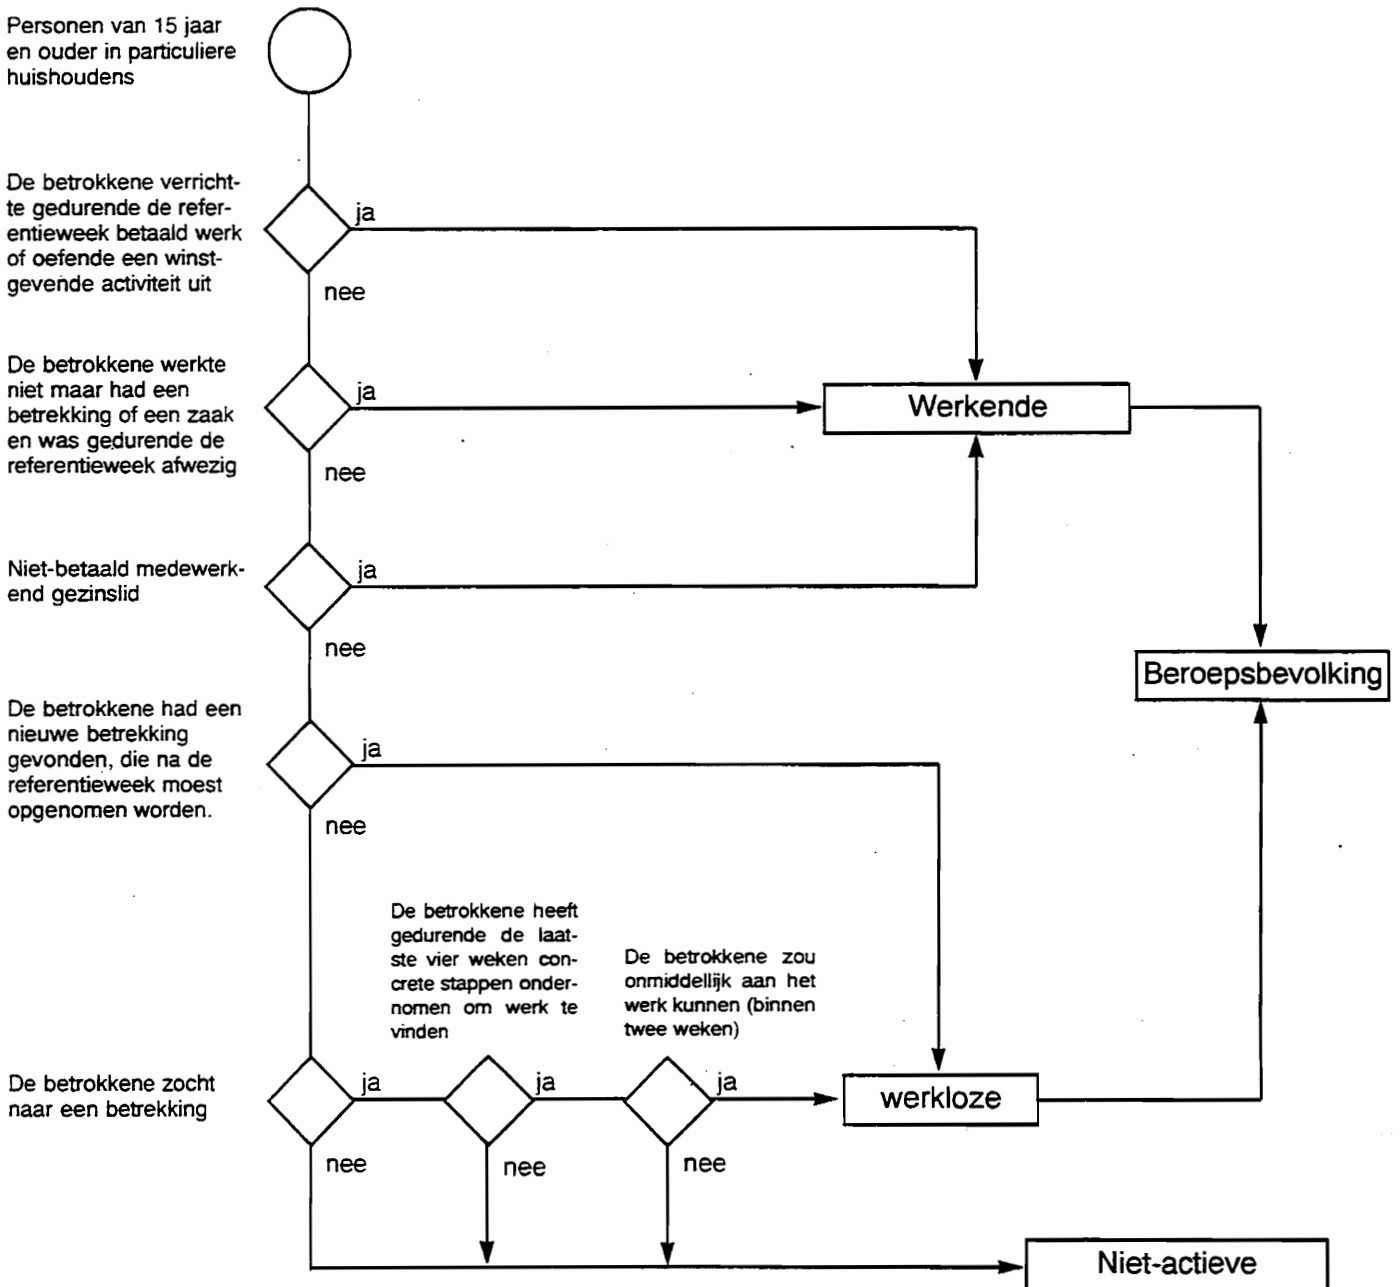 Personen van 15 jaar
en ouder in particuliere
huishoudens
De betrokkene verricht-
te gedurende de refer-
entieweek betaald werk
of oefende een winst-
gevende activiteit uit
ja
nee
De betrokkene werkte
niet maar had een
betrekking of een zaak
en was gedurende de
referentieweek afwezig
ja
nee
Werkende
Niet-betaald medewerk-
end gezinslid
ja
nee
Beroepsbevolking
De betrokkene had een
nieuwe betrekking
gevonden, die na de
referentieweek moest
opgenomen worden.
ja
nee
De betrokkene heeft
gedurende de laat-
ste vier weken con-
crete stappen onder-
nomen om werk te
vinden
De betrokkene zou
onmiddellijk aan het
werk kunnen (binnen
twee weken)
De betrokkene zocht
naar een betrekking
ja
ja
ja
werkloze
nee
nee
nee
Niet-actieve